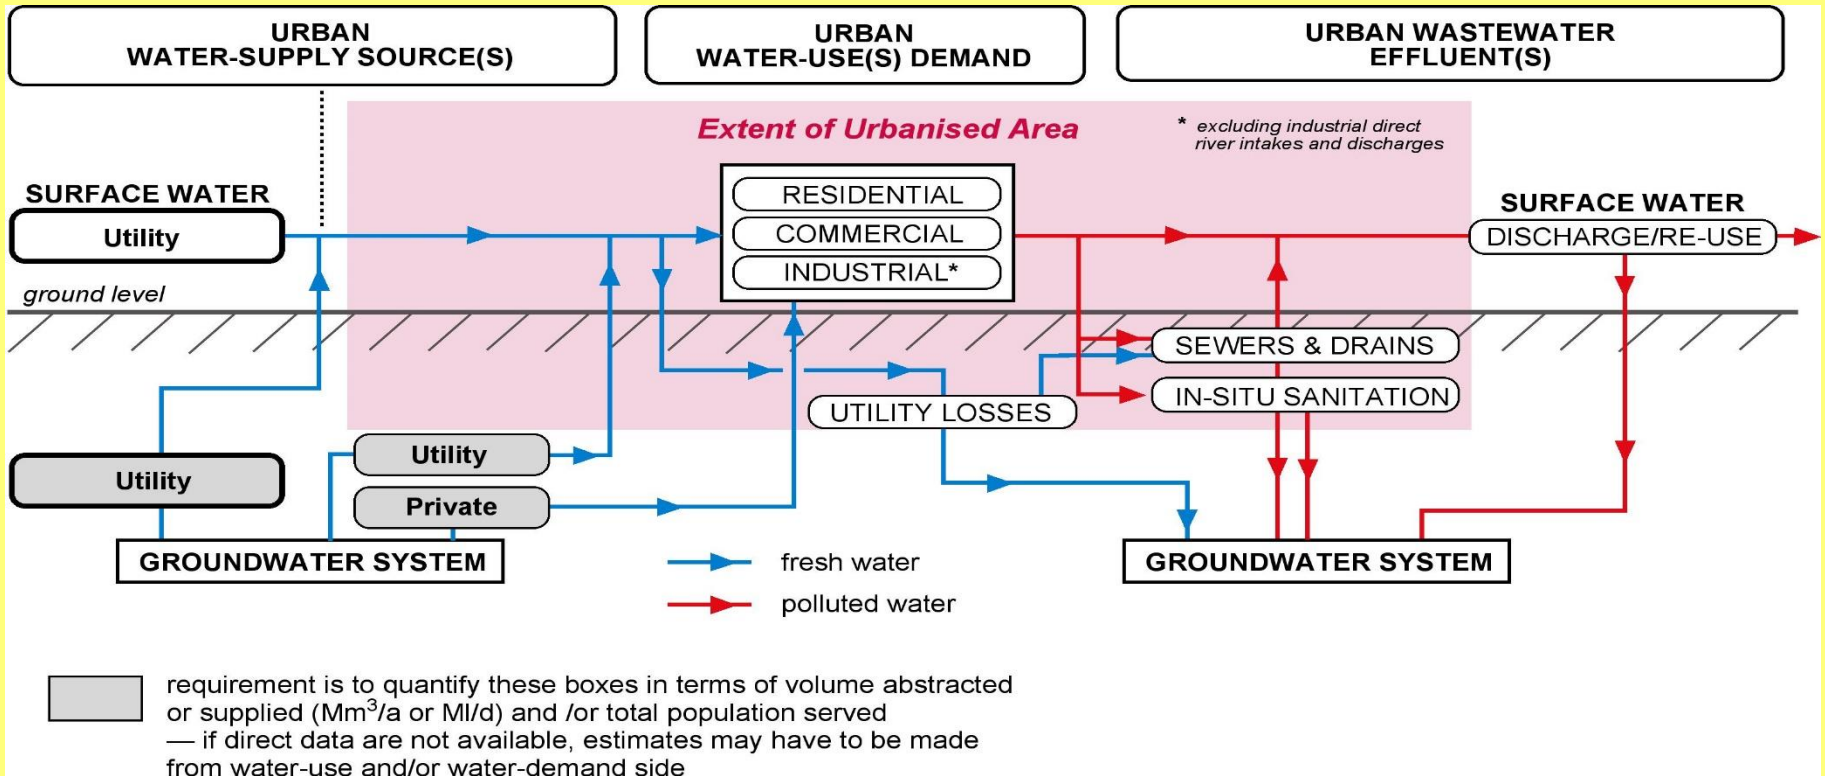 URBAN
WATER-SUPPLY SOURCE(S)
URBAN
WATER-USE(S) DEMAND
URBAN WASTEWATER
EFFLUENT(S)
Extent of Urbanised Area
* excluding industrial direct
river intakes and discharges
SURFACE WATER
Utility
RESIDENTIAL
COMMERCIAL
INDUSTRIAL*
SURFACE WATER
DISCHARGE/RE-USE
ground level
SEWERS & DRAINS
IN-SITU SANITATION
UTILITY LOSSES
Utility
Utility
Private
GROUNDWATER SYSTEM
GROUNDWATER SYSTEM
fresh water
polluted water
requirement is to quantify these boxes in terms of volume abstracted
or supplied (Mm³/a or Ml/d) and /or total population served
— if direct data are not available, estimates may have to be made
from water-use and/or water-demand side